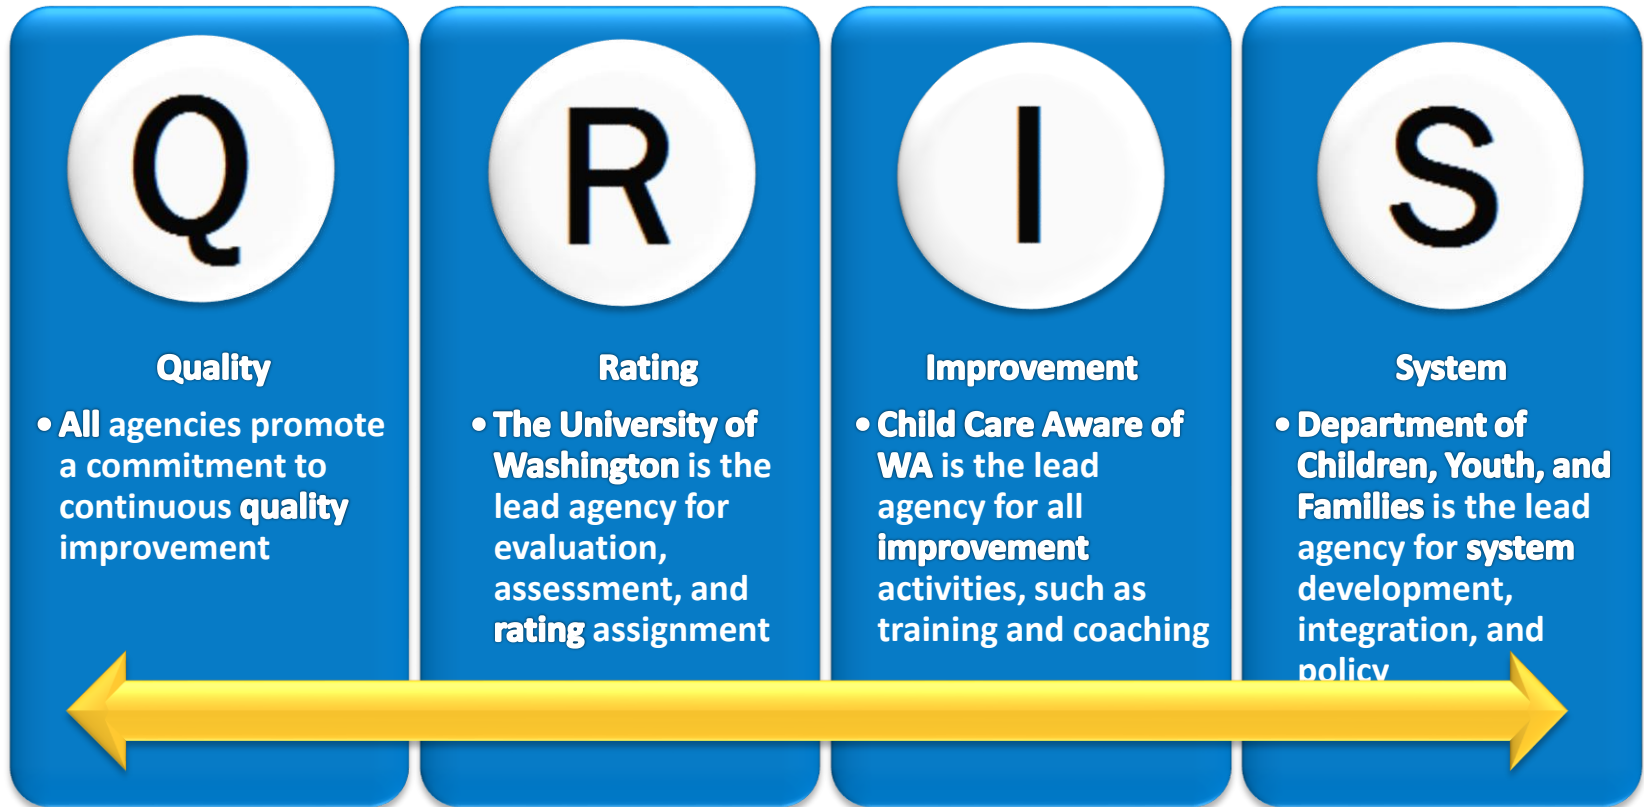 Q
Quality
• All agencies promote
a commitment to
continuous quality
improvement
R
Rating
• The University of
Washington is the
lead agency for
evaluation,
assessment, and
rating assignment
I
Improvement
• Child Care Aware of
WA is the lead
agency for all
improvement
activities, such as
training and coaching
S
System
• Department of
Children, Youth, and
Families is the lead
agency for system
development,
integration, and
policy